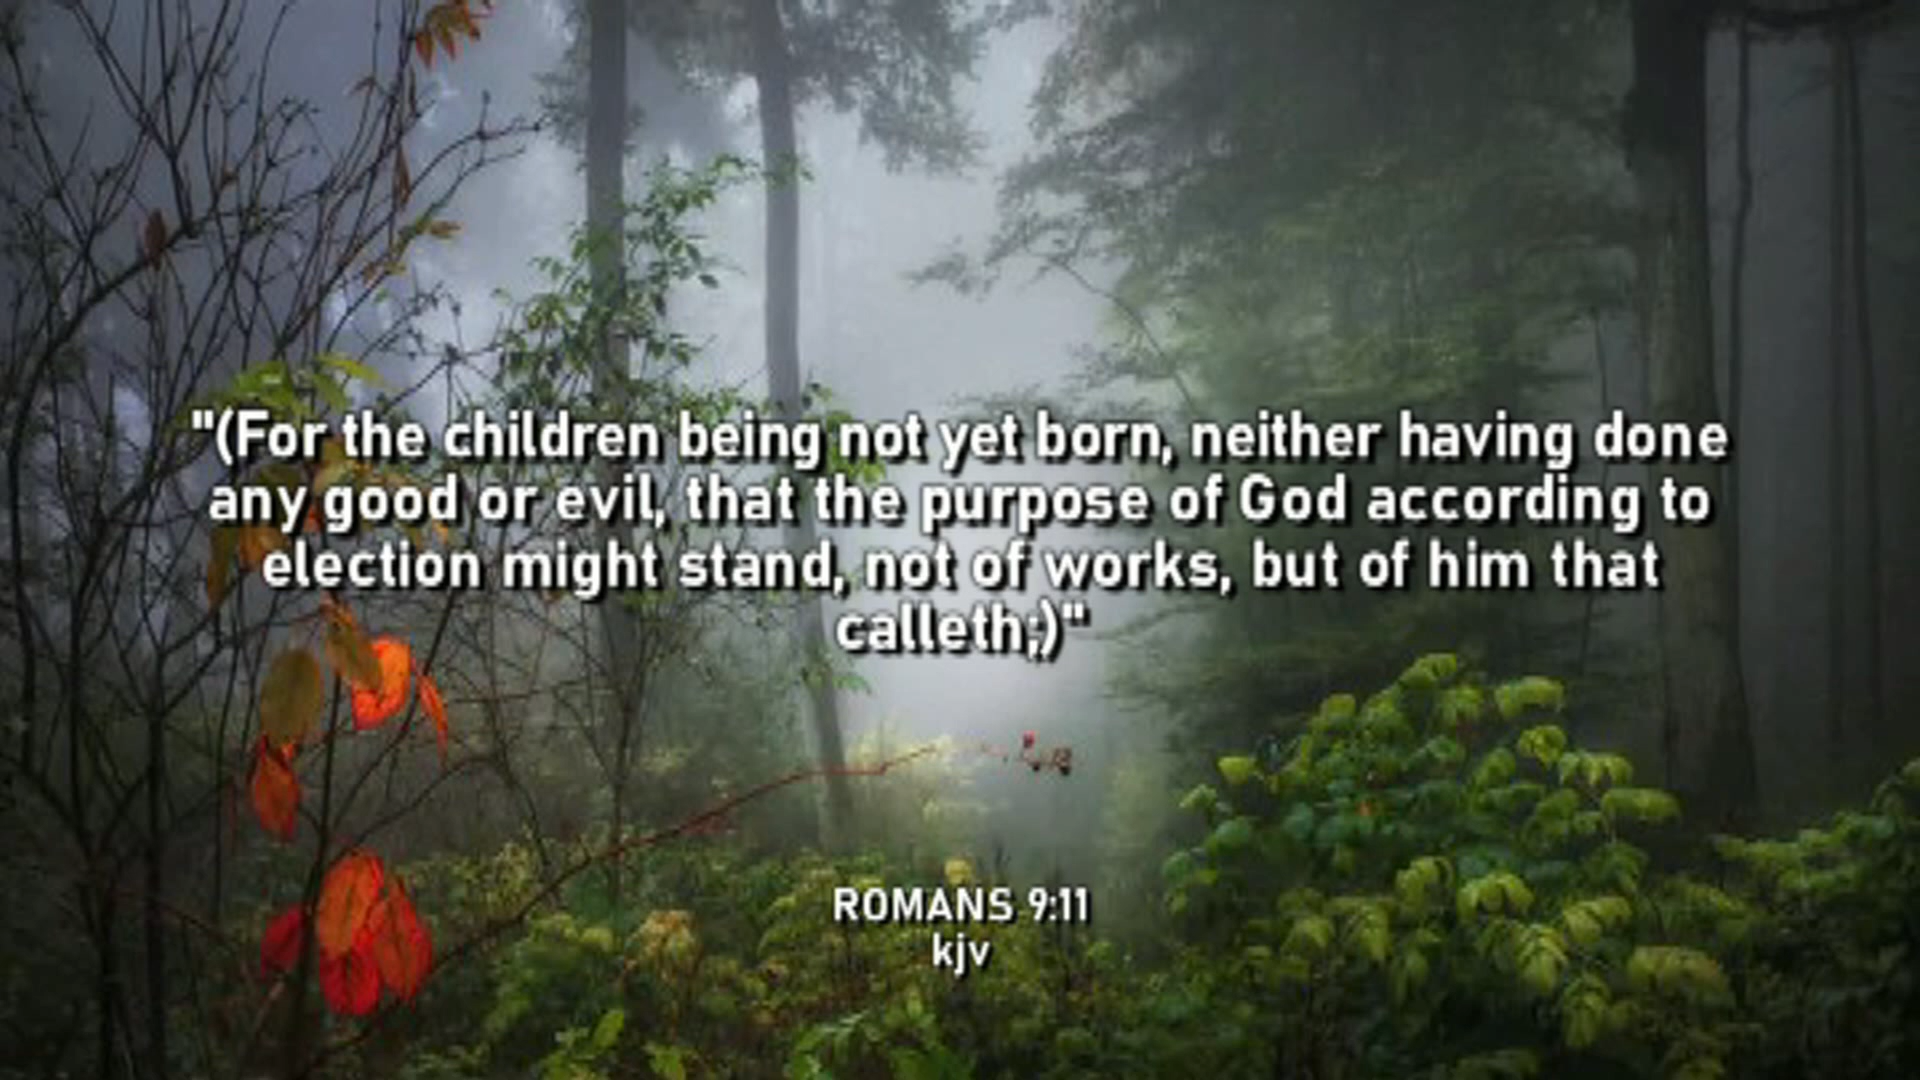 "(For the children being not yet born, neither having done
any good or evil, that the purpose of God according to
election might stand, not of works, but of him that
calleth;)"
ROMANS 9:11
kjv